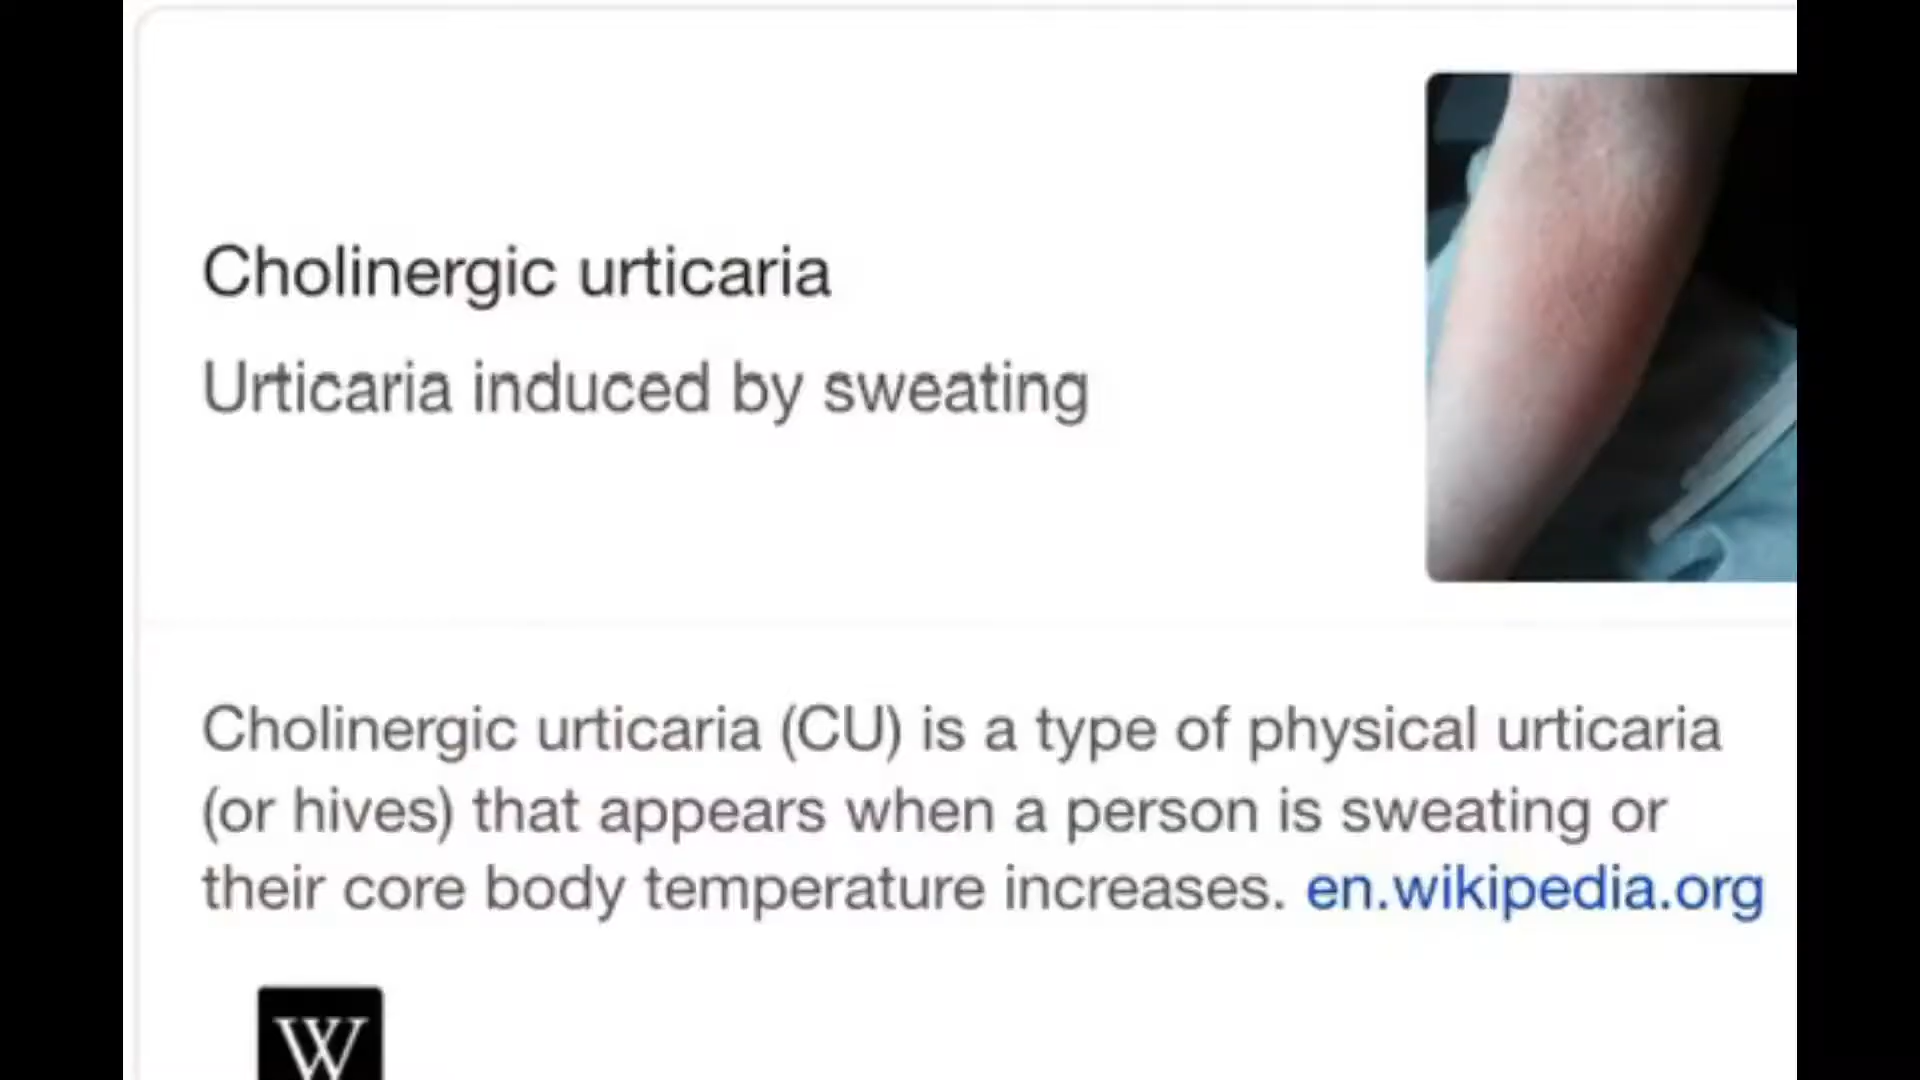 Cholinergic urticaria
Urticaria induced by sweating
Cholinergic urticaria (CU) is a type of physical urticaria
(or hives) that appears when a person is sweating or
their core body temperature increases. en.wikipedia.org
W